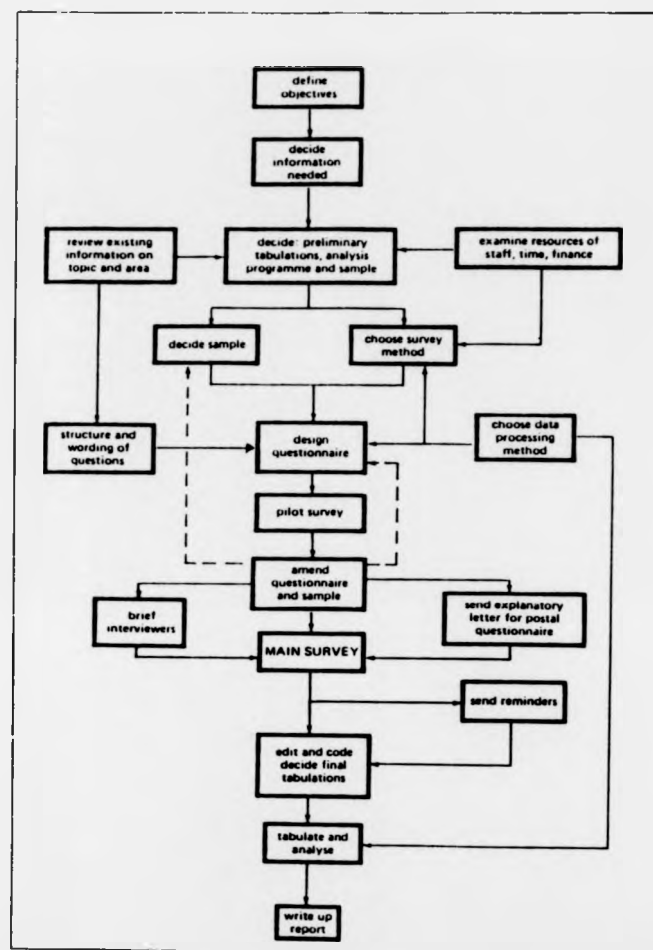 define
objectives
decide
information
needed
review existing
information on
topic and area
decide: preliminary
tabulations, analysis
programme and sample
examine resources of
staff, time, finance
decide sample
choose survey
method
structure and
wording of
questions
design
questionnaire
choose data
processing
method
pilot survey
amend
questionnaire
and sample
brief
interviewers
send explanatory
letter for postal
questionnaire
MAIN SURVEY
send reminders
edit and code
decide final
tabulations
tabulate and
analyse
write up
report